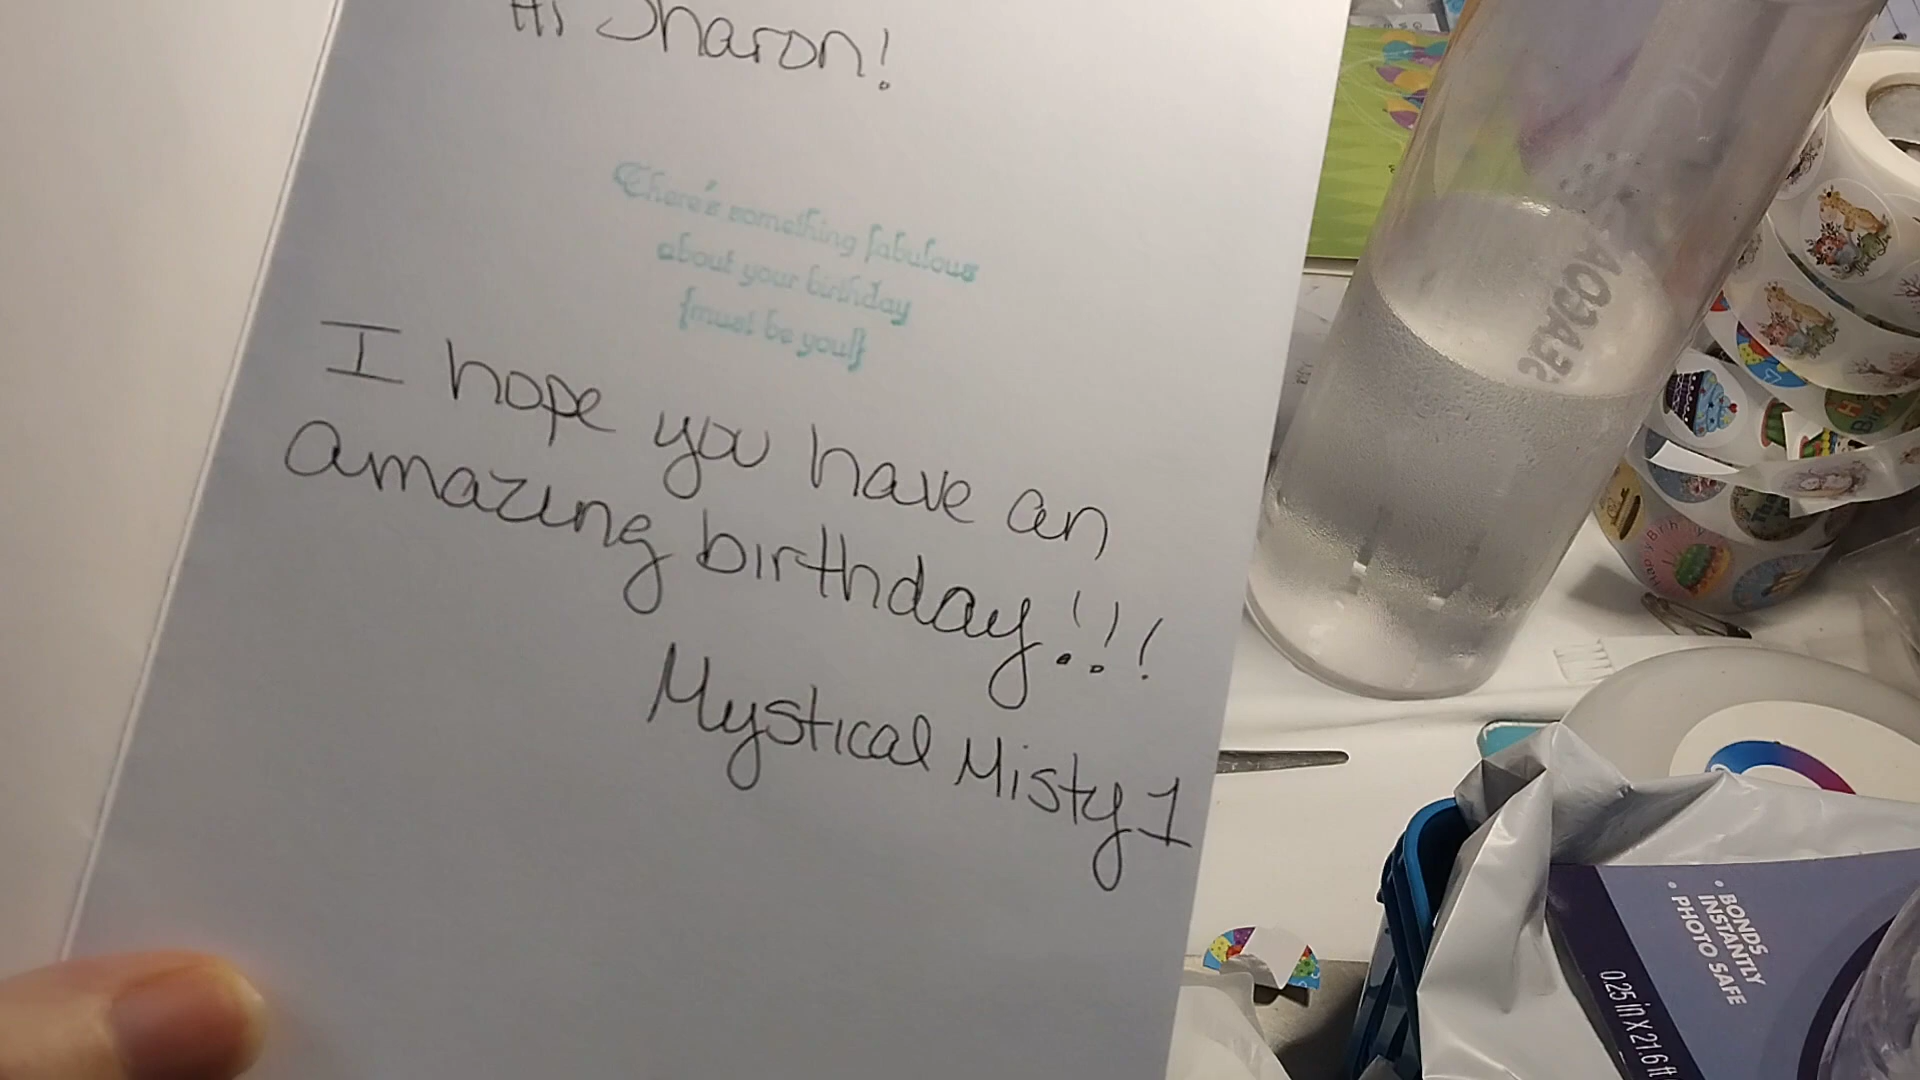 Hi Sharon!
There's something fabulous
about your birthday
{must be you!}
I hope you have an
amazing birthday!!!
Mystical Misty 1
• BONDS
INSTANTLY
• PHOTO SAFE
0.25 in X 21.6 ft